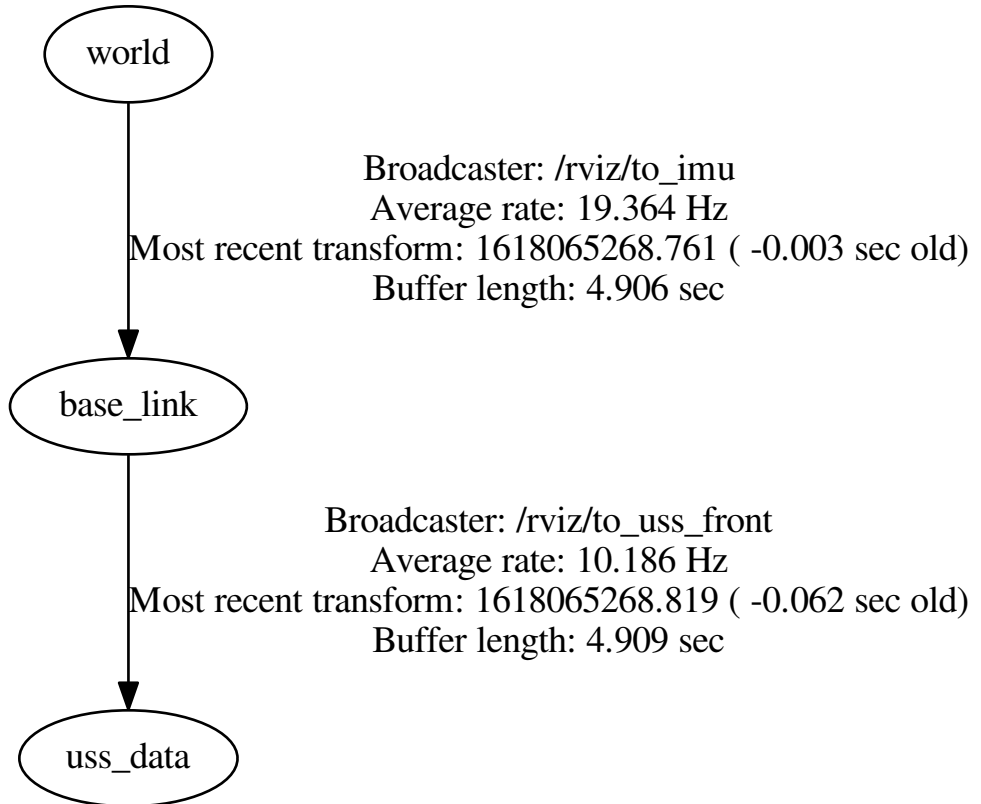 world
Broadcaster: /rviz/to_imu
Average rate: 19.364 Hz
Most recent transform: 1618065268.761 ( -0.003 sec old)
Buffer length: 4.906 sec
base_link
Broadcaster: /rviz/to_uss_front
Average rate: 10.186 Hz
Most recent transform: 1618065268.819 ( -0.062 sec old)
Buffer length: 4.909 sec
uss_data